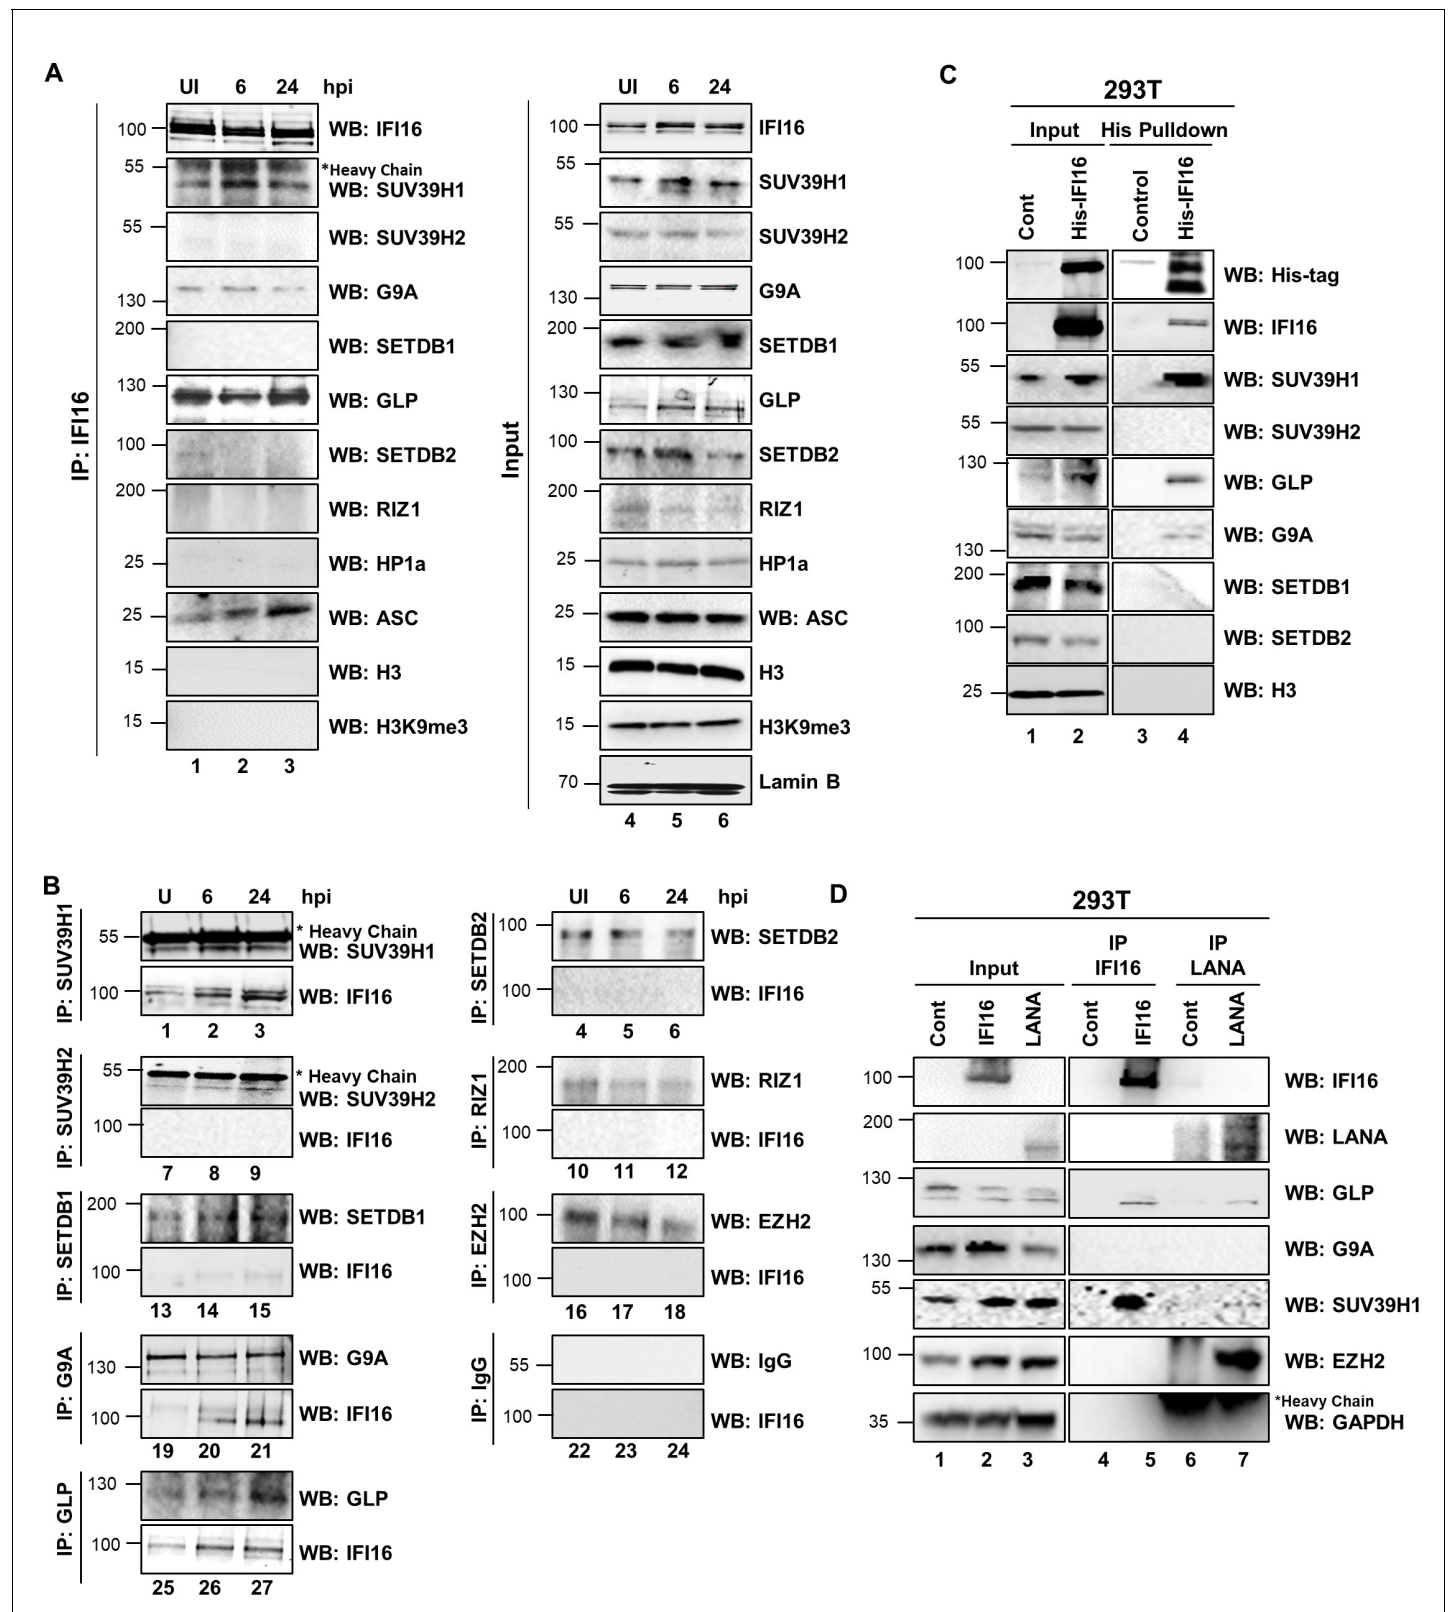 A
UI 6 24 hpi
IP: IFI16
100 WB: IFI16
55 *Heavy Chain
WB: SUV39H1
55 WB: SUV39H2
130 WB: G9A
200 WB: SETDB1
130 WB: GLP
100 WB: SETDB2
200 WB: RIZ1
25 WB: HP1a
25 WB: ASC
15 WB: H3
15 WB: H3K9me3
1 2 3
UI 6 24
Input
100 IFI16
55 SUV39H1
55 SUV39H2
130 G9A
200 SETDB1
130 GLP
100 SETDB2
200 RIZ1
25 HP1a
25 WB: ASC
15 H3
15 H3K9me3
70 Lamin B
4 5 6
C
293T
Input His Pulldown
Cont His-IFI16 Control His-IFI16
100 WB: His-tag
100 WB: IFI16
55 WB: SUV39H1
55 WB: SUV39H2
130 WB: GLP
130 WB: G9A
200 WB: SETDB1
100 WB: SETDB2
25 WB: H3
1 2 3 4
B
U 6 24 hpi
IP: SUV39H1
55 * Heavy Chain
WB: SUV39H1
100 WB: IFI16
1 2 3
IP: SUV39H2
55 * Heavy Chain
WB: SUV39H2
100 WB: IFI16
7 8 9
IP: SETDB1
200 WB: SETDB1
100 WB: IFI16
13 14 15
IP: G9A
130 WB: G9A
100 WB: IFI16
19 20 21
IP: GLP
130 WB: GLP
100 WB: IFI16
25 26 27
UI 6 24 hpi
IP: SETDB2
100 WB: SETDB2
100 WB: IFI16
4 5 6
IP: RIZ1
200 WB: RIZ1
100 WB: IFI16
10 11 12
IP: EZH2
100 WB: EZH2
100 WB: IFI16
16 17 18
IP: IgG
55 WB: IgG
100 WB: IFI16
22 23 24
D
293T
Input IP IFI16 IP LANA
Cont IFI16 LANA Cont IFI16 Cont LANA
100 WB: IFI16
200 WB: LANA
130 WB: GLP
130 WB: G9A
55 WB: SUV39H1
100 WB: EZH2
*Heavy Chain
35 WB: GAPDH
1 2 3 4 5 6 7